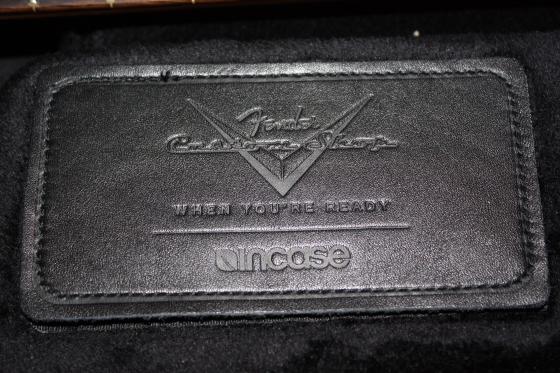 Fender
Custom Shop
WHEN YOU'RE READY
incase